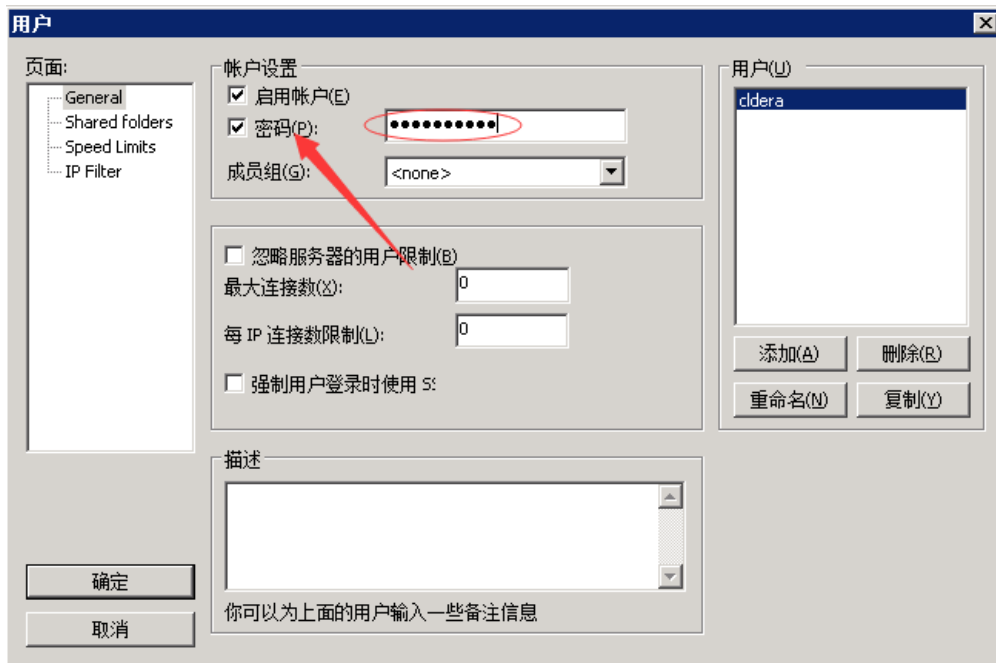 用户
页面:
General
Shared folders
Speed Limits
IP Filter
帐户设置
启用帐户(E)
密码(P):
●●●●●●●●●●
成员组(G):
<none>
忽略服务器的用户限制(B)
最大连接数(X):
0
每 IP 连接数限制(L):
0
强制用户登录时使用 S
描述
你可以为上面的用户输入一些备注信息
用户(U)
cldera
添加(A)
删除(R)
重命名(N)
复制(Y)
确定
取消